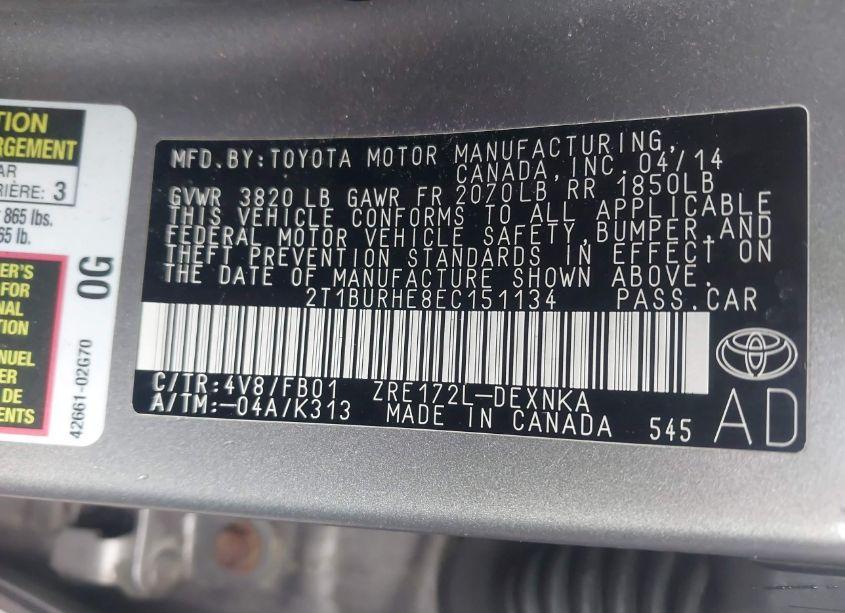 TION
RGEMENT
AR
RIÈRE: 3
865 lbs.
65 lb.
ER'S
FOR
ONAL
TION
NUEL
ER
DE
MENTS
0G
42661-02G70
MFD.BY:TOYOTA MOTOR MANUFACTURING,
CANADA,INC.04/14
GVWR 3820 LB GAWR FR 2070LB RR 1850LB
THIS VEHICLE CONFORMS TO ALL APPLICABLE
FEDERAL MOTOR VEHICLE SAFETY,BUMPER,AND
THEFT PREVENTION STANDARDS IN EFFECT ON
THE DATE OF MANUFACTURE SHOWN ABOVE.
2T1BURHE8EC151134 PASS.CAR
C/TR:4V8/FB01 ZRE172L-DEXNKA
A/TM:-04A/K313 MADE IN CANADA 545
AD